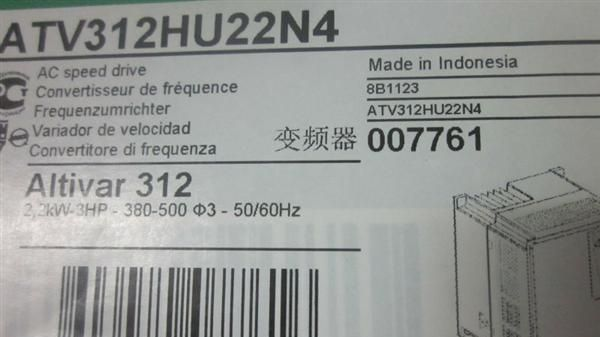 ATV312HU22N4
AC speed drive
Convertisseur de fréquence
Frequenzumrichter
Variador de velocidad
Convertitore di frequenza
变频器
Made in Indonesia
8B1123
ATV312HU22N4
007761
Altivar 312
2,2kW-3HP - 380-500 Φ3 - 50/60Hz